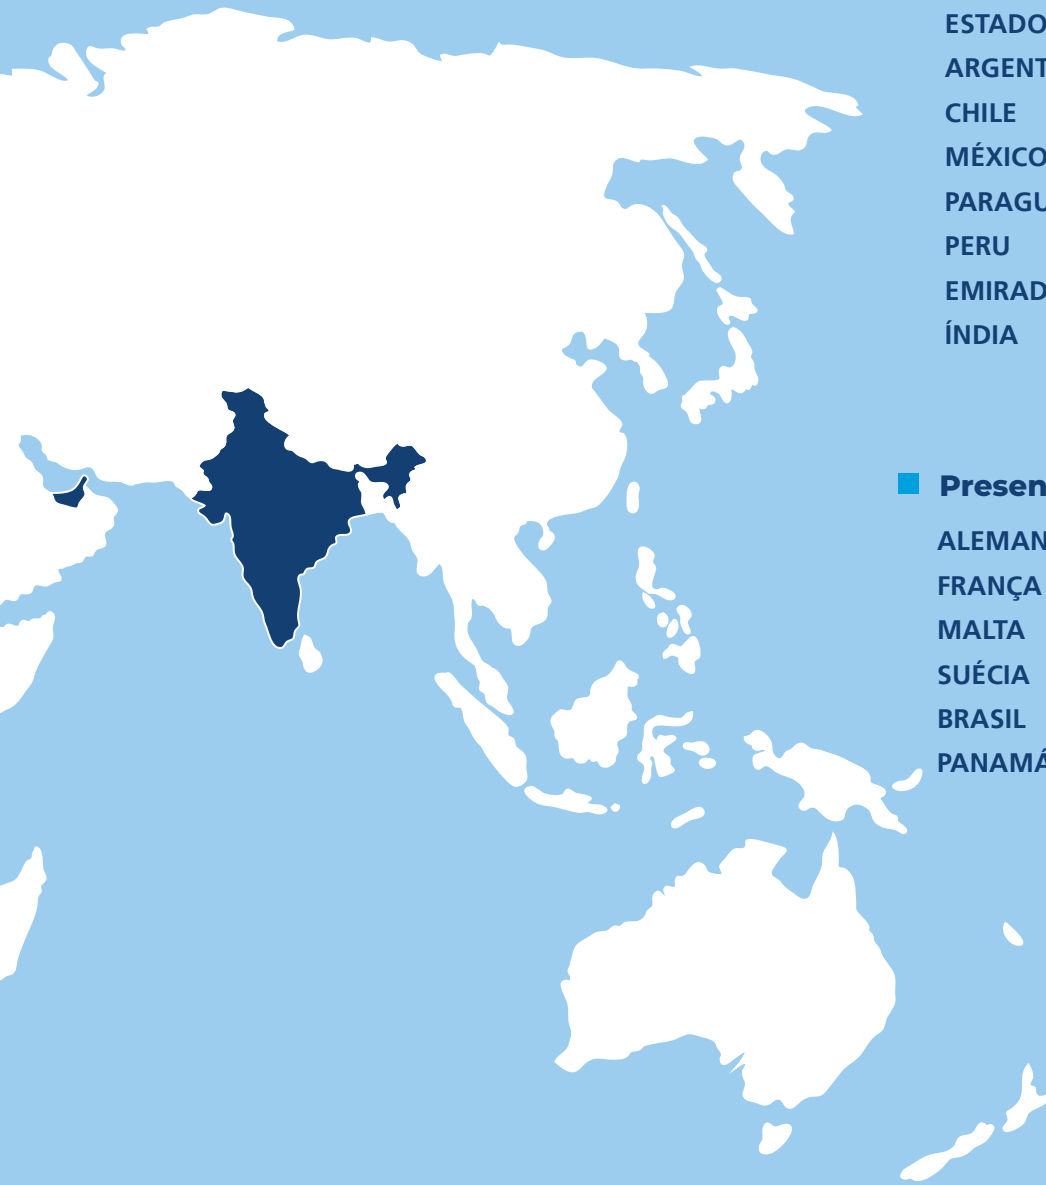 ESTADO
ARGENT
CHILE
MÉXICO
PARAGU
PERU
EMIRAD
ÍNDIA
Presen
ALEMAN
FRANÇA
MALTA
SUÉCIA
BRASIL
PANAMÁ